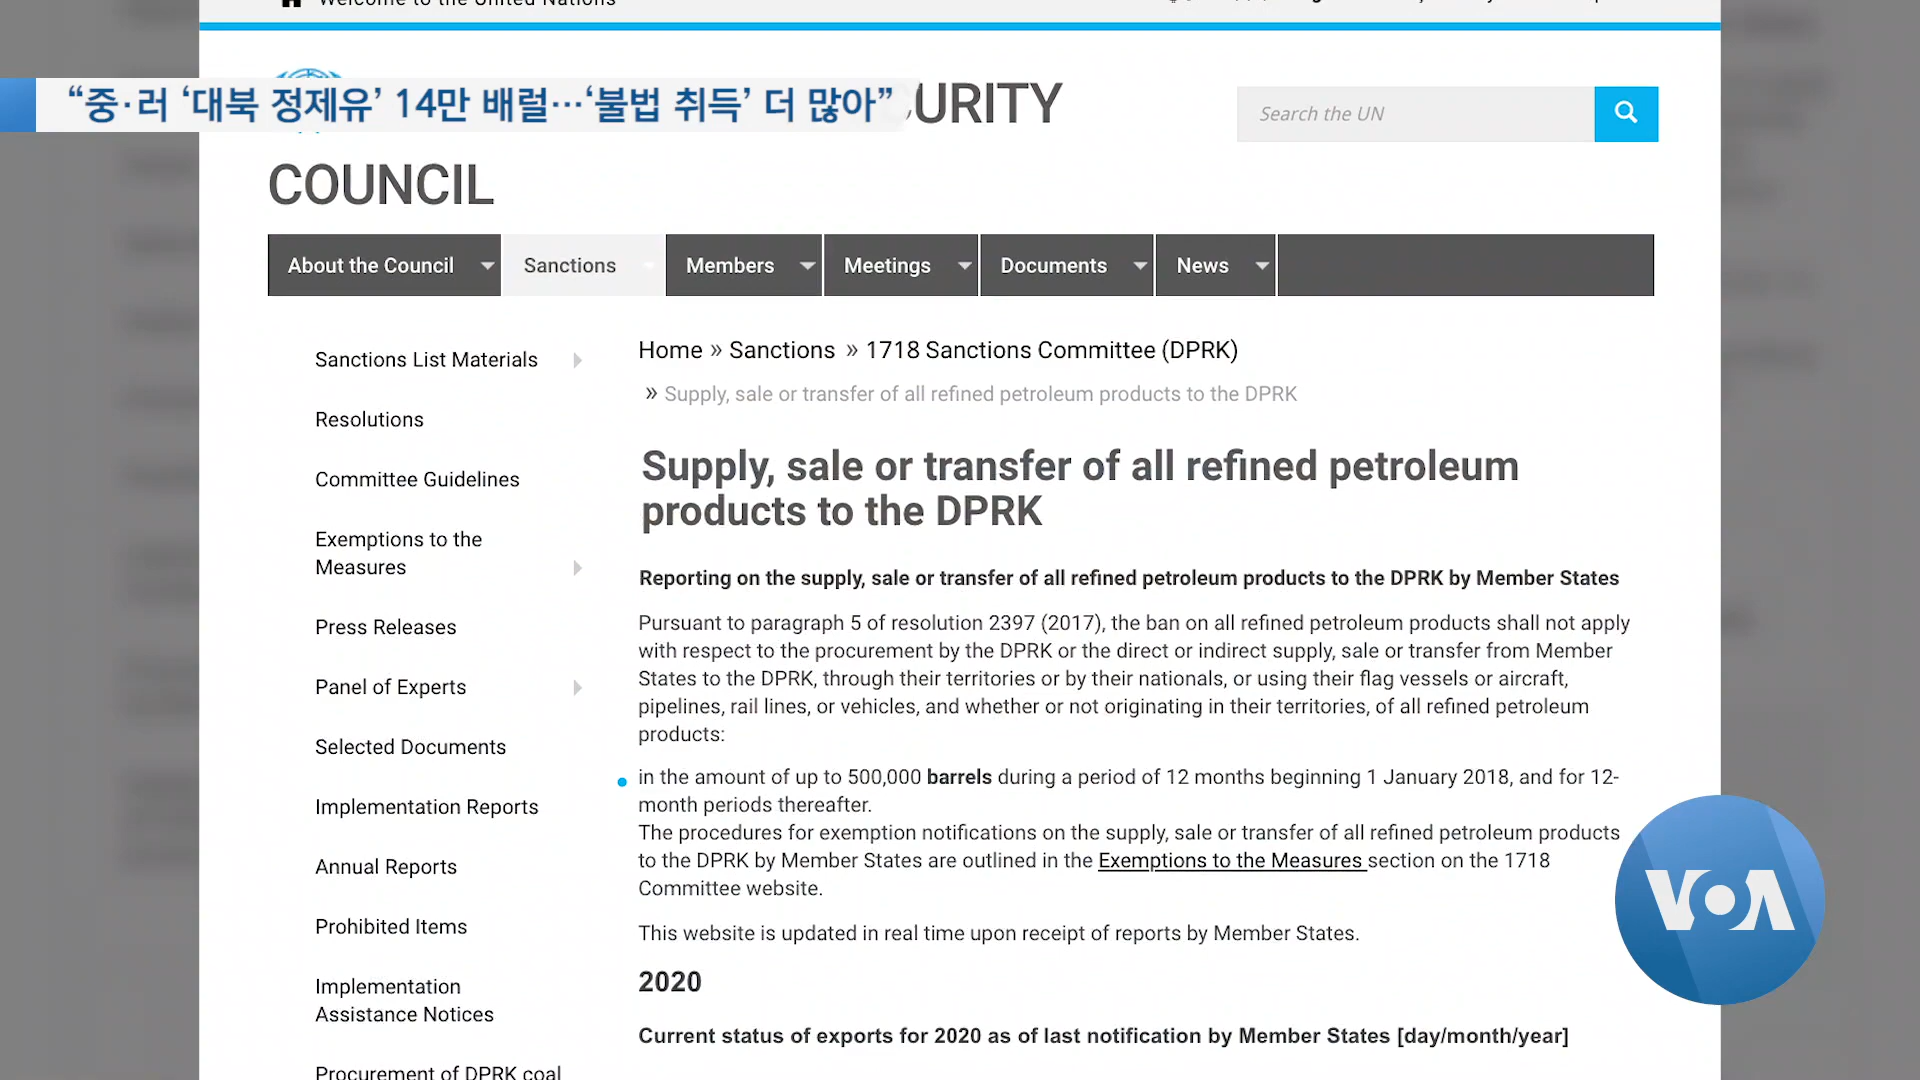 Welcome to the United Nations
“중·러 ‘대북 정제유’ 14만 배럴…‘불법 취득’ 더 많아”
CURITY
COUNCIL
Search the UN
About the Council
Sanctions
Members
Meetings
Documents
News
Sanctions List Materials
Resolutions
Committee Guidelines
Exemptions to the
Measures
Press Releases
Panel of Experts
Selected Documents
Implementation Reports
Annual Reports
Prohibited Items
Implementation
Assistance Notices
Procurement of DPRK coal
Home » Sanctions » 1718 Sanctions Committee (DPRK)
» Supply, sale or transfer of all refined petroleum products to the DPRK
Supply, sale or transfer of all refined petroleum
products to the DPRK
Reporting on the supply, sale or transfer of all refined petroleum products to the DPRK by Member States
Pursuant to paragraph 5 of resolution 2397 (2017), the ban on all refined petroleum products shall not apply
with respect to the procurement by the DPRK or the direct or indirect supply, sale or transfer from Member
States to the DPRK, through their territories or by their nationals, or using their flag vessels or aircraft,
pipelines, rail lines, or vehicles, and whether or not originating in their territories, of all refined petroleum
products:
in the amount of up to 500,000 barrels during a period of 12 months beginning 1 January 2018, and for 12-
month periods thereafter.
The procedures for exemption notifications on the supply, sale or transfer of all refined petroleum products
to the DPRK by Member States are outlined in the Exemptions to the Measures section on the 1718
Committee website.
This website is updated in real time upon receipt of reports by Member States.
2020
Current status of exports for 2020 as of last notification by Member States [day/month/year]
VOA